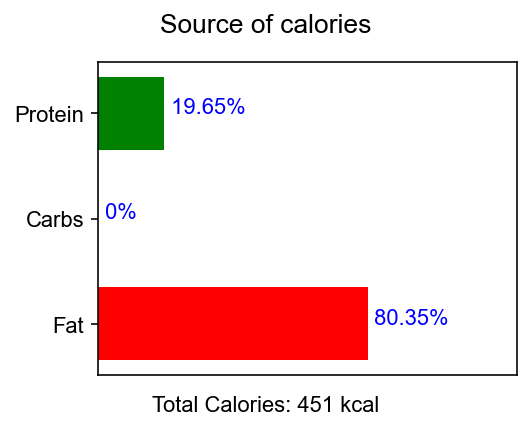 Source of calories
Protein 19.65%
Carbs 0%
Fat 80.35%
Total Calories: 451 kcal